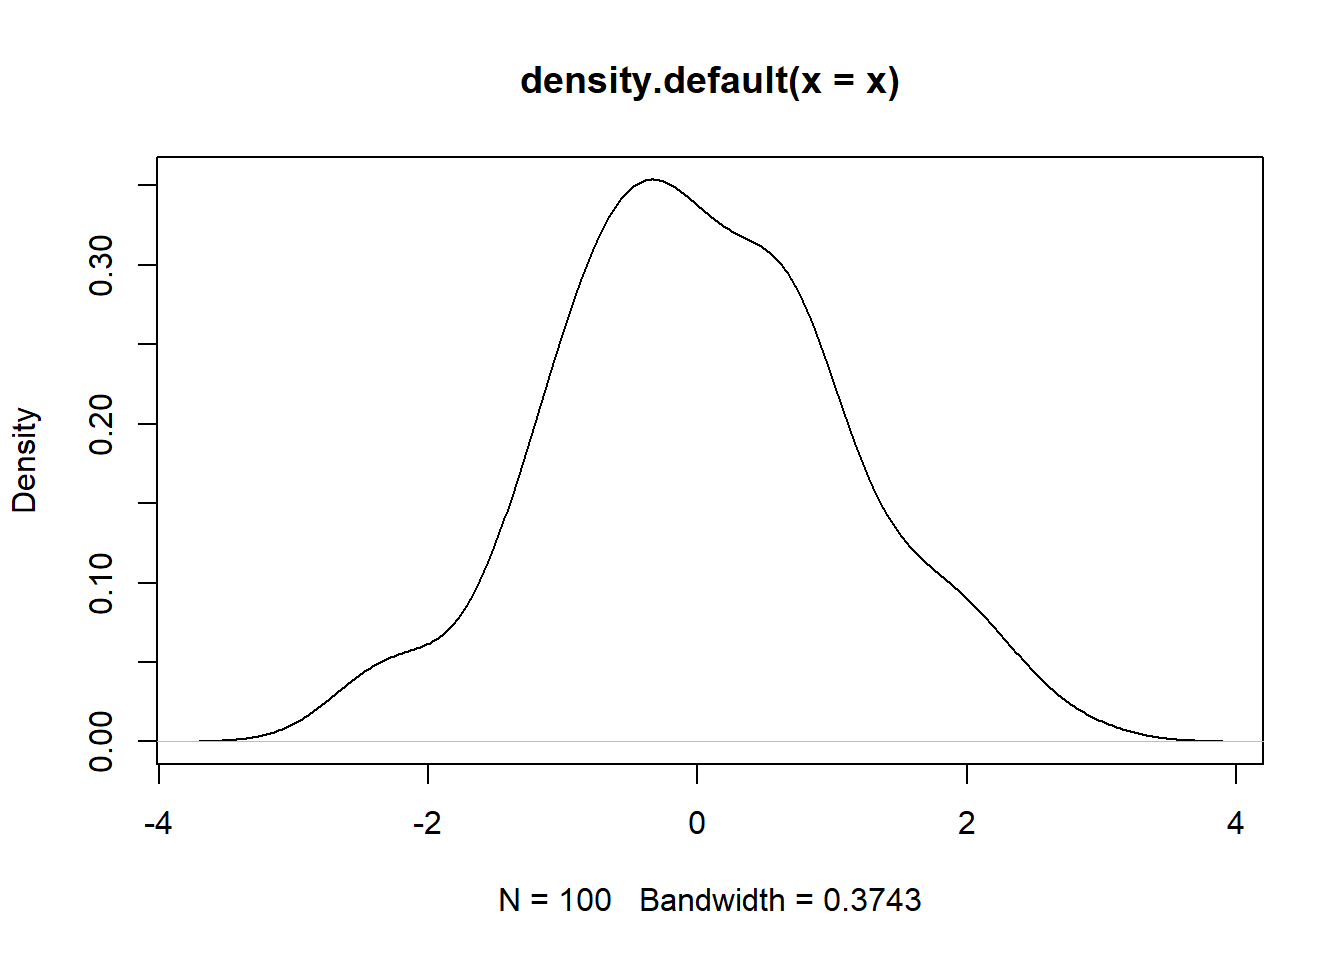 density.default(x = x)
Density
0.30
0.20
0.10
0.00
-4 -2 0 2 4
N = 100 Bandwidth = 0.3743